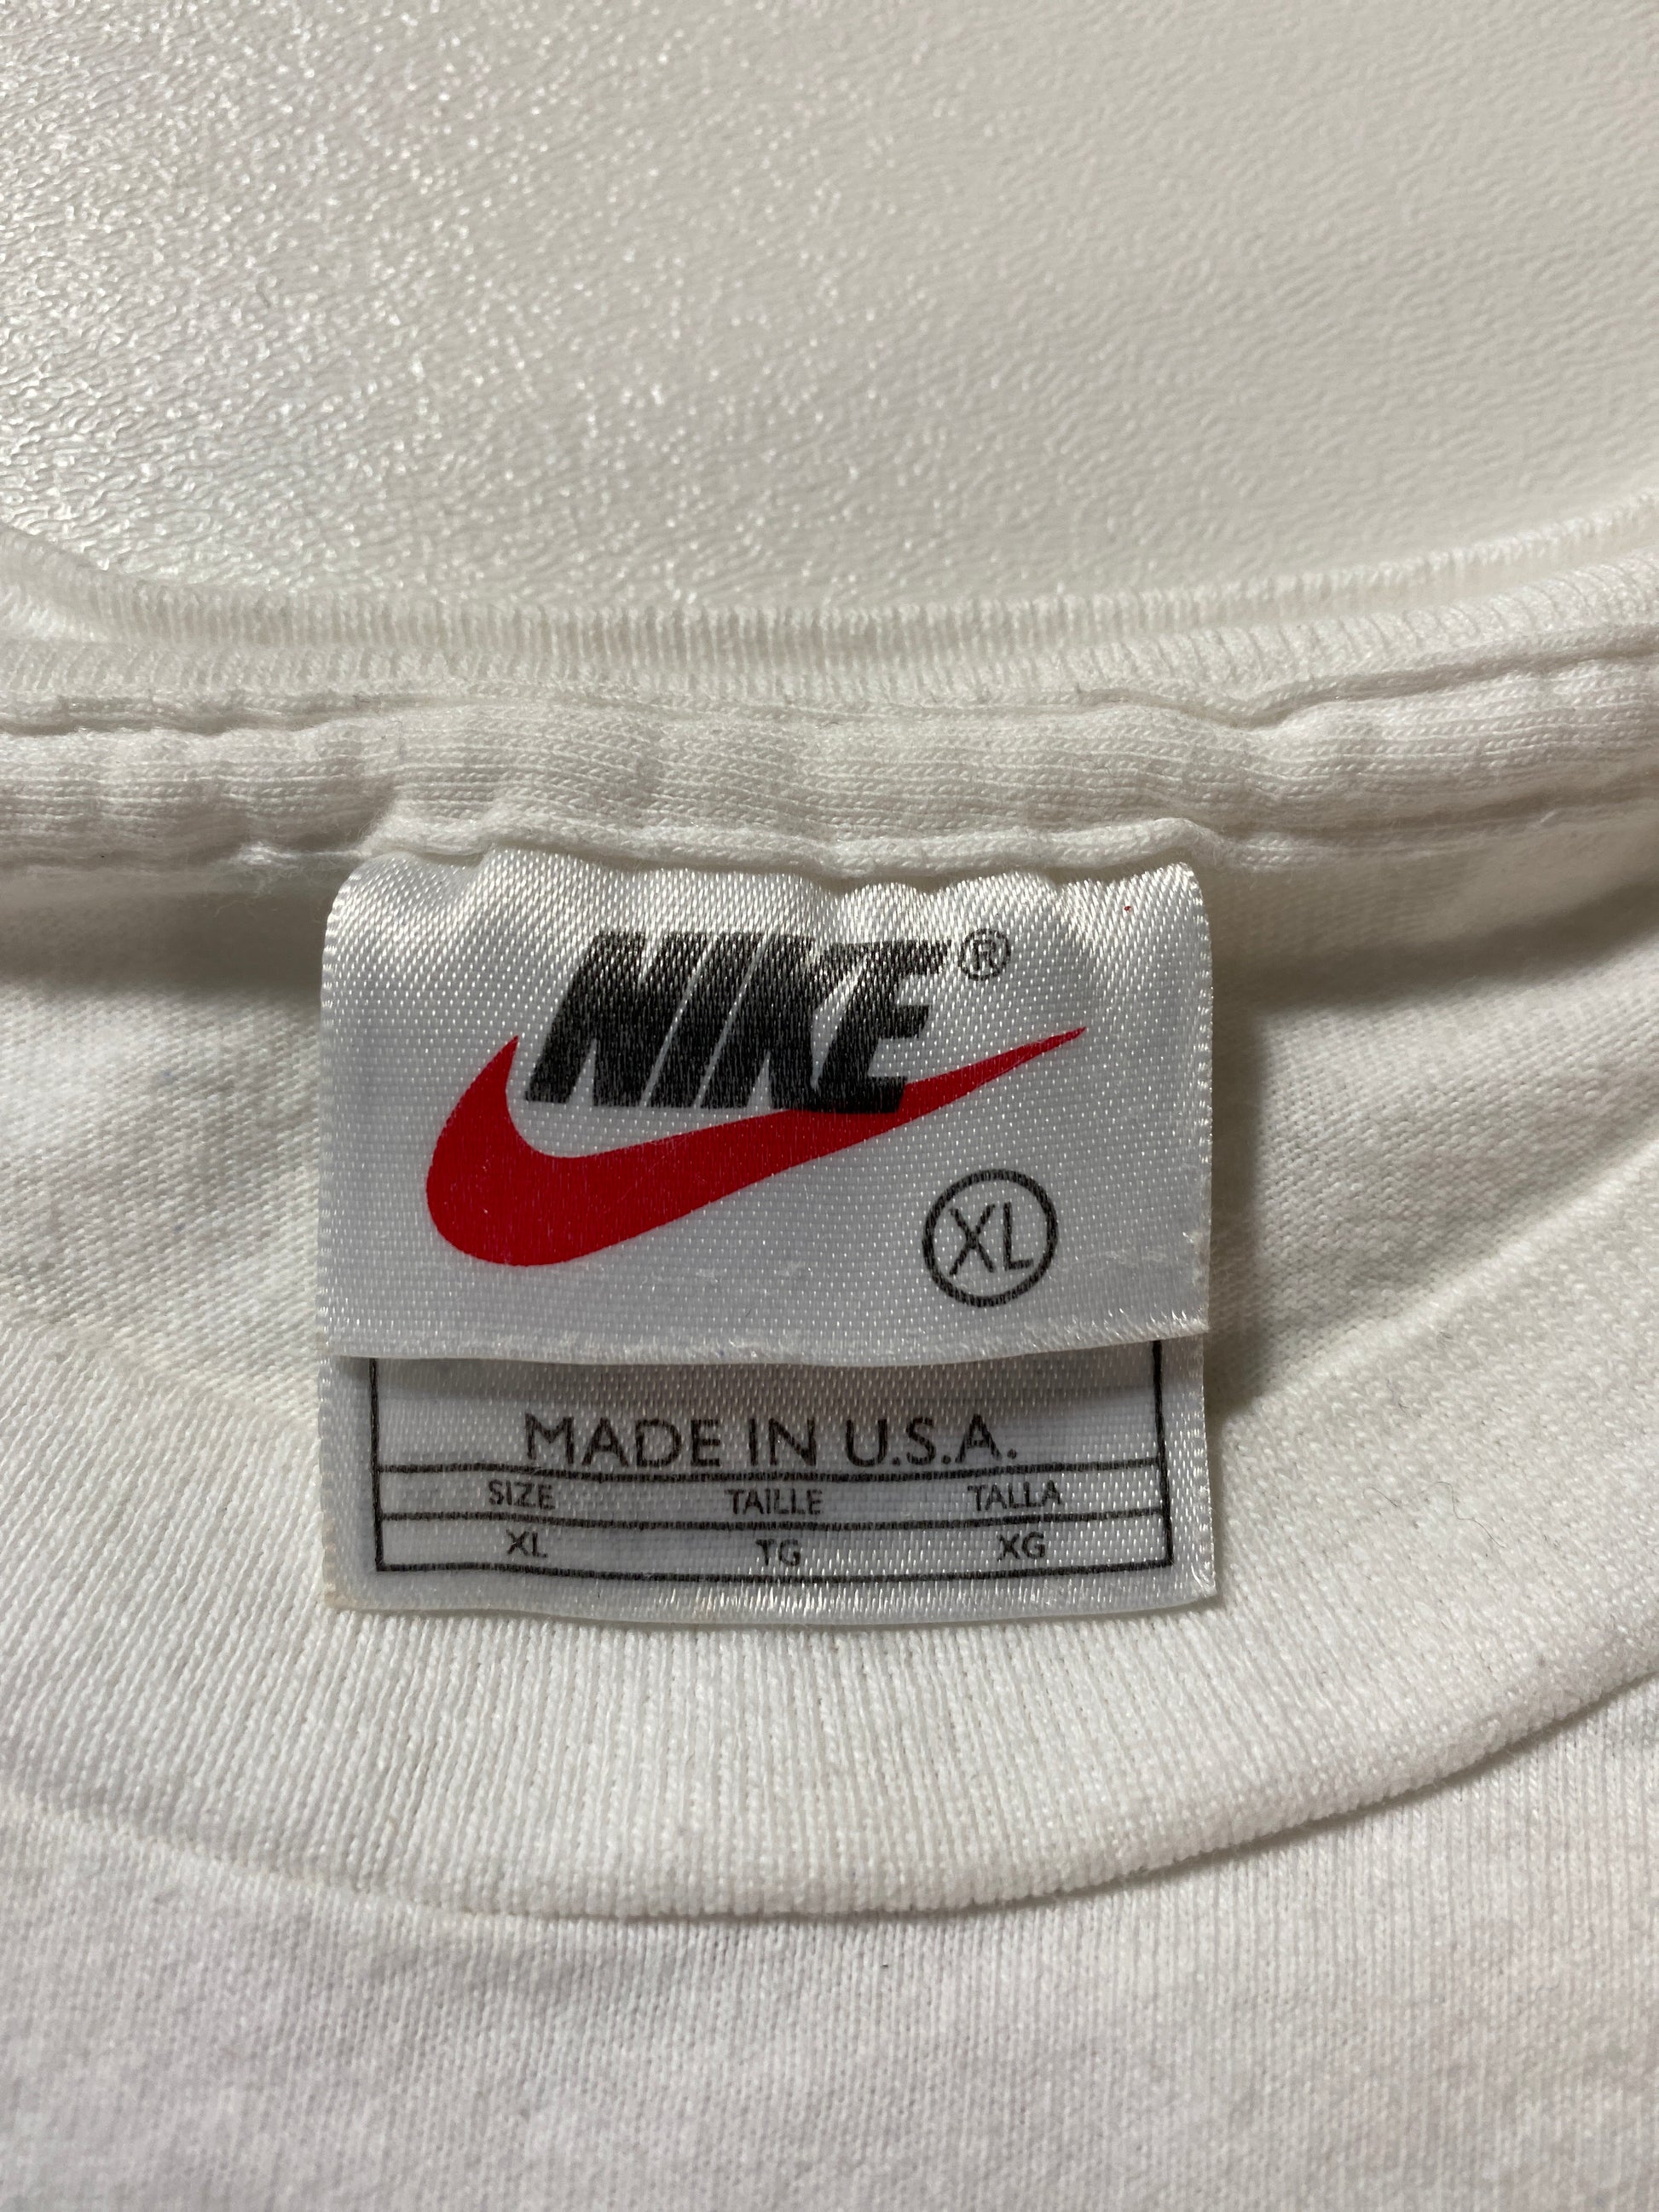 NIKE®
XL
MADE IN U.S.A.
SIZE TAILLE TALLA
XL TG XG